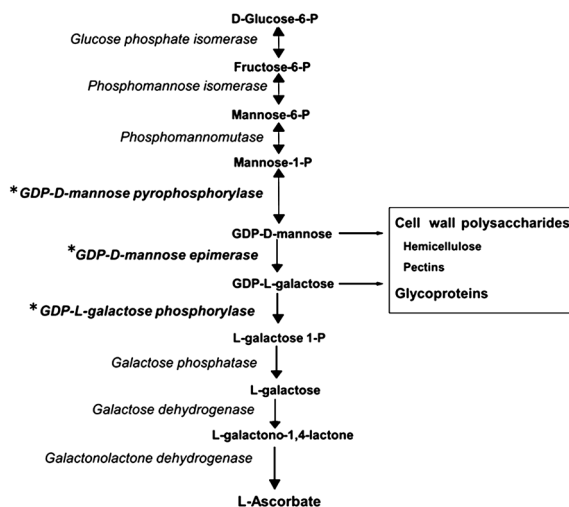 D-Glucose-6-P
Glucose phosphate isomerase
Fructose-6-P
Phosphomannose isomerase
Mannose-6-P
Phosphomannomutase
Mannose-1-P
*GDP-D-mannose pyrophosphorylase
GDP-D-mannose
*GDP-D-mannose epimerase
GDP-L-galactose
*GDP-L-galactose phosphorylase
L-galactose 1-P
Galactose phosphatase
L-galactose
Galactose dehydrogenase
L-galactono-1,4-lactone
Galactonolactone dehydrogenase
L-Ascorbate
Cell wall polysaccharides
Hemicellulose
Pectins
Glycoproteins